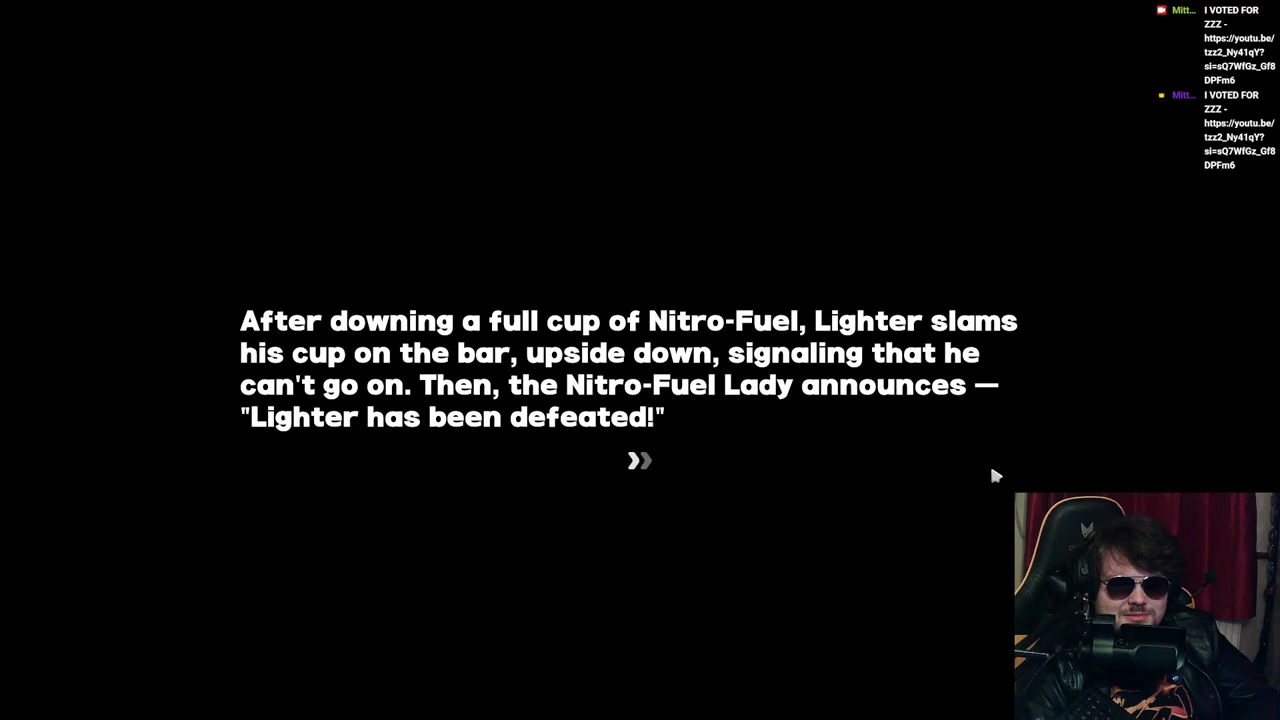 Mitt... I VOTED FOR
ZZZ -
https://youtu.be/
tzz2_Ny41qY?
si=sQ7WfGz_Gf8
DPFm6
Mitt... I VOTED FOR
ZZZ -
https://youtu.be/
tzz2_Ny41qY?
si=sQ7WfGz_Gf8
DPFm6
After downing a full cup of Nitro-Fuel, Lighter slams
his cup on the bar, upside down, signaling that he
can't go on. Then, the Nitro-Fuel Lady announces —
"Lighter has been defeated!"